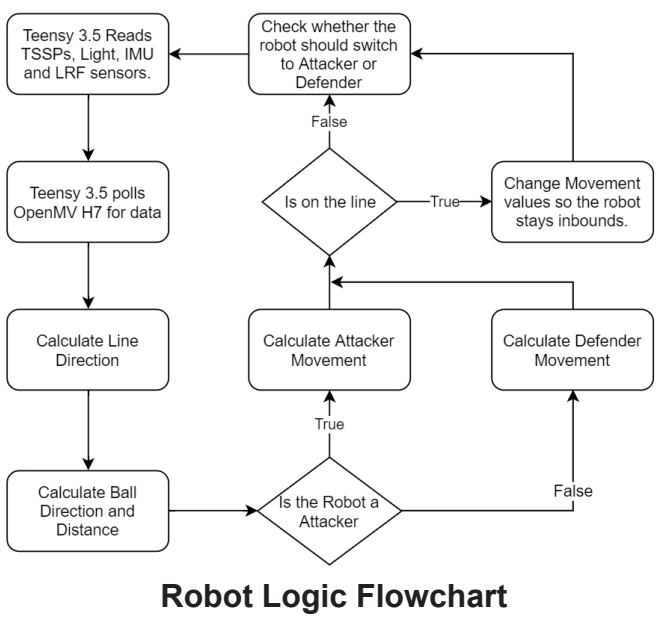 Teensy 3.5 Reads
TSSPs, Light, IMU
and LRF sensors.
Check whether the
robot should switch
to Attacker or
Defender
False
Teensy 3.5 polls
OpenMV H7 for data
Is on the line
True
Change Movement
values so the robot
stays inbounds.
Calculate Line
Direction
Calculate Attacker
Movement
Calculate Defender
Movement
True
Calculate Ball
Direction and
Distance
Is the Robot a
Attacker
False
Robot Logic Flowchart